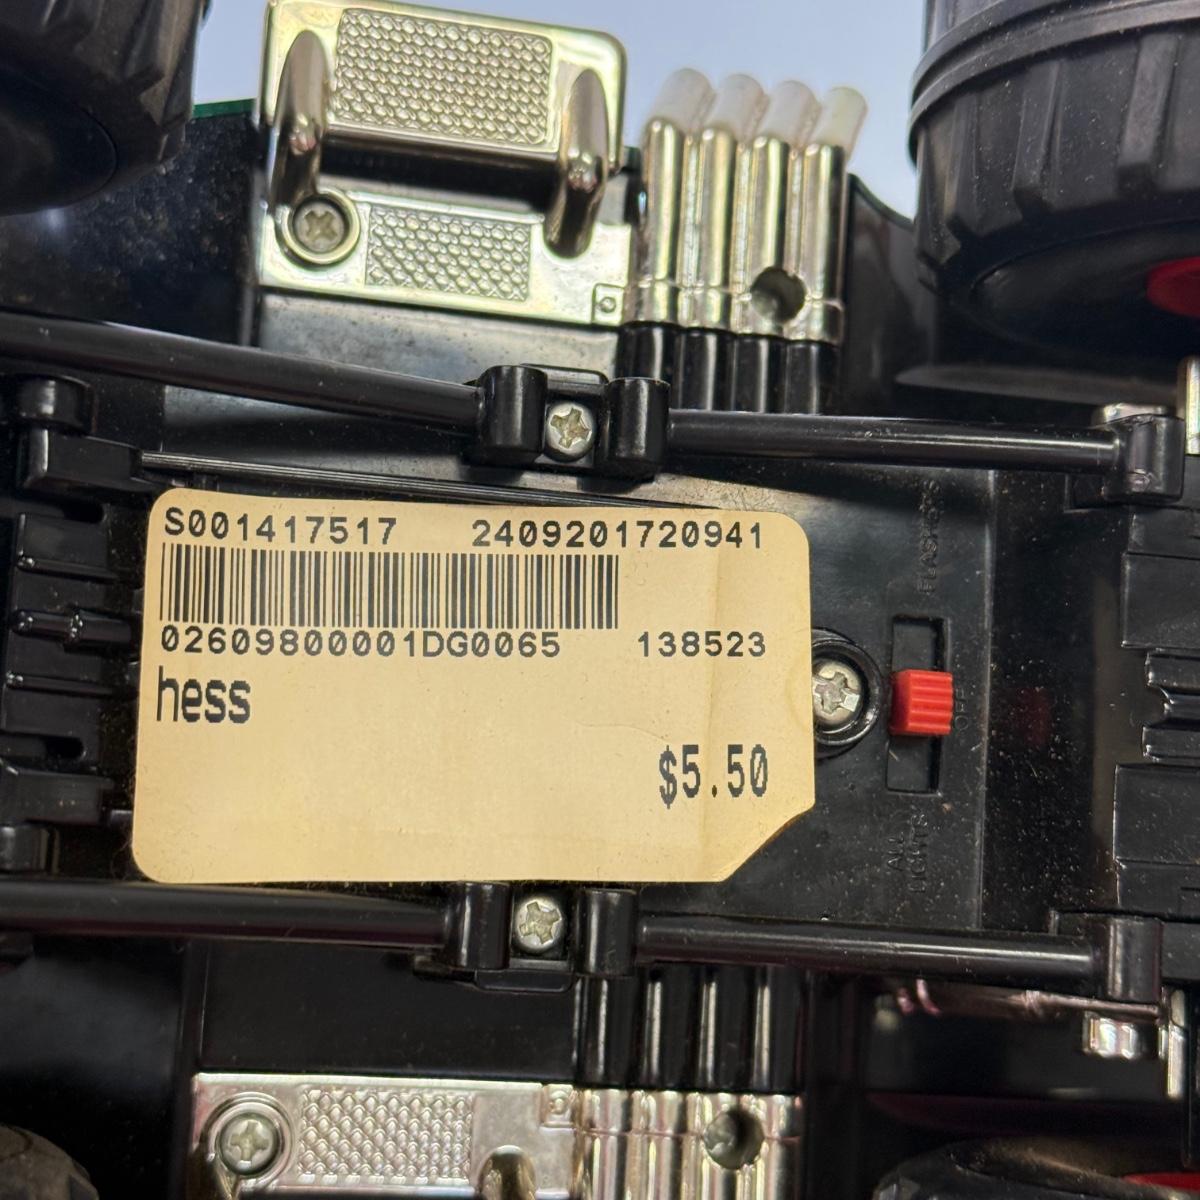 S001417517 2409201720941
02609800001DG0065 138523
hess
$5.50
FLASHERS
OFF
ALL
LIGHTS